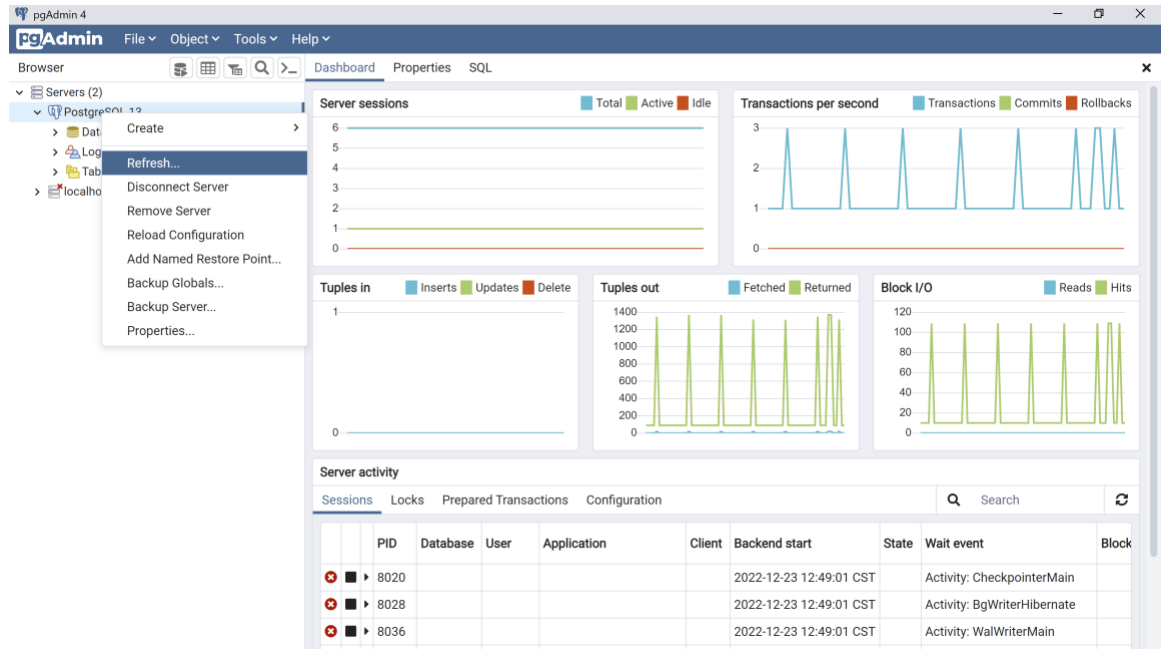 pgAdmin 4
pgAdmin File Object Tools Help
Browser
Dashboard Properties SQL
Servers (2)
PostgreSQL 13
Create
Refresh...
Disconnect Server
Remove Server
Reload Configuration
Add Named Restore Point...
Backup Globals...
Backup Server...
Properties...
Server sessions Total Active Idle
6
5
4
3
2
1
0
Transactions per second Transactions Commits Rollbacks
3
2
1
0
Tuples in Inserts Updates Delete
1
0
Tuples out Fetched Returned
1400
1200
1000
800
600
400
200
0
Block I/O Reads Hits
120
100
80
60
40
20
0
Server activity
Sessions Locks Prepared Transactions Configuration Search
PID Database User Application Client Backend start State Wait event Block
8020 2022-12-23 12:49:01 CST Activity: CheckpointerMain
8028 2022-12-23 12:49:01 CST Activity: BgWriterHibernate
8036 2022-12-23 12:49:01 CST Activity: WalWriterMain